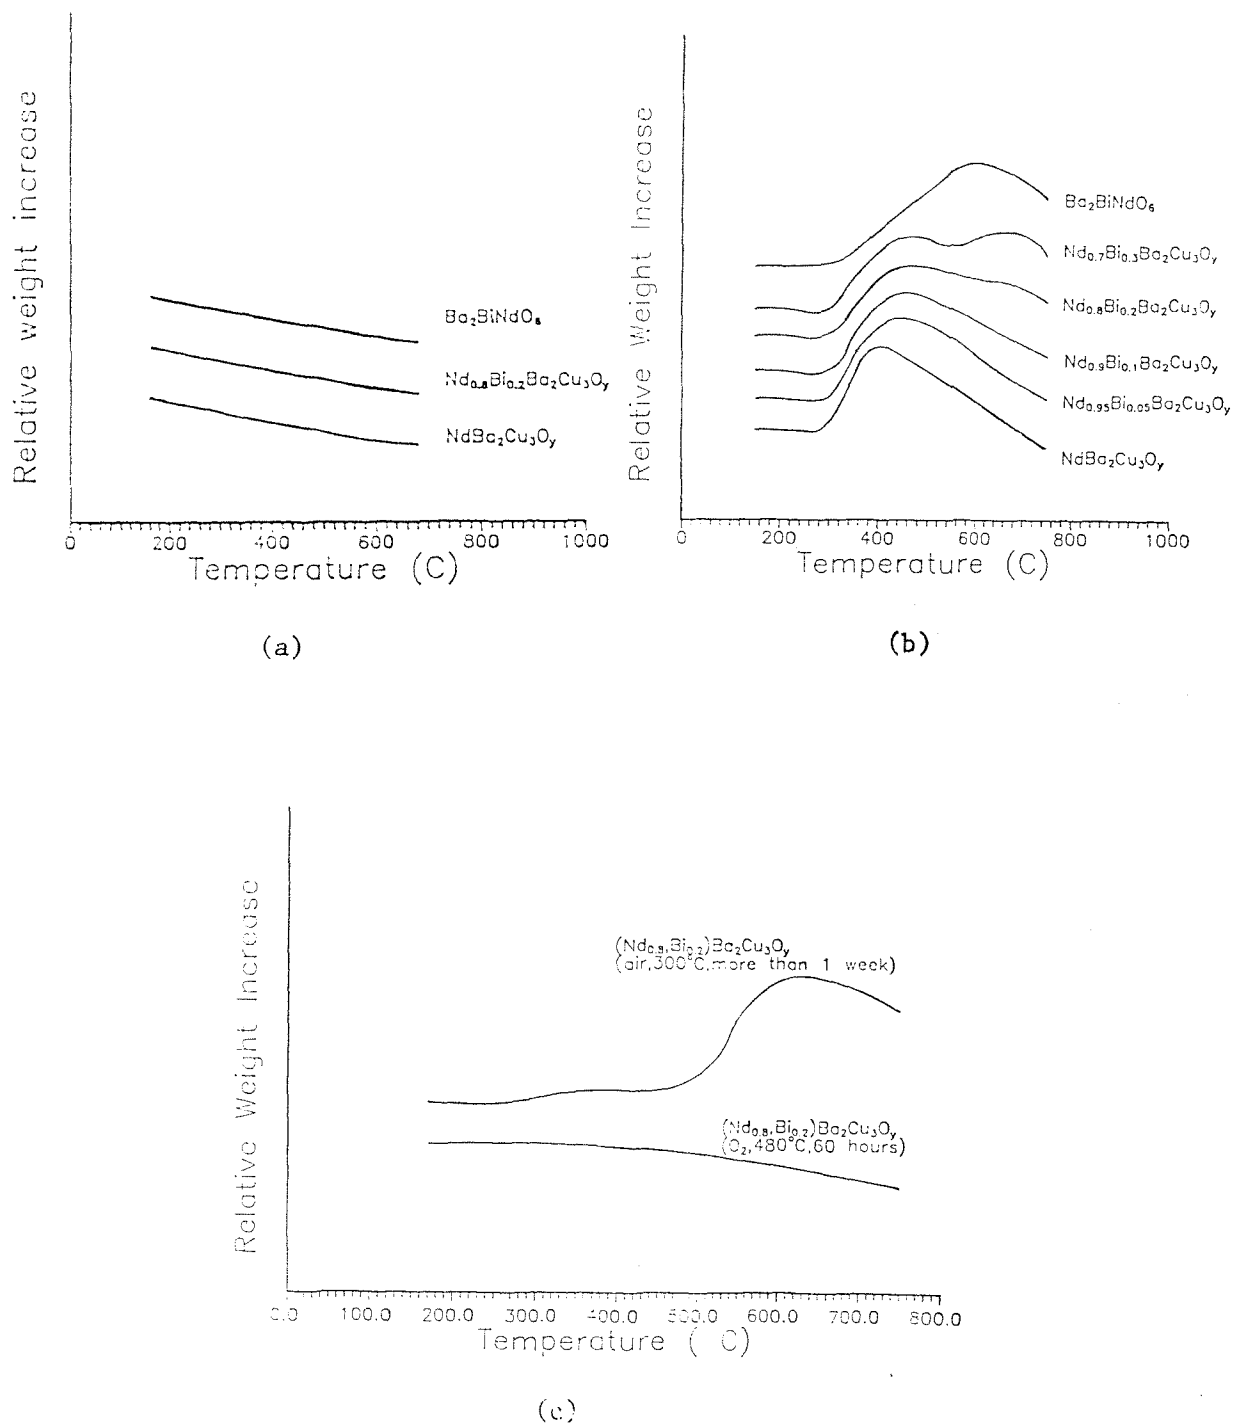 Relative weight increase
Ba₂BiNdO₆
Nd₀.₈Bi₀.₂Ba₂Cu₃Oy
NdBa₂Cu₃Oy
0 200 400 600 800 1000
Temperature (C)
(a)
Relative Weight Increase
Ba₂BiNdO₆
Nd₀.₇Bi₀.₃Ba₂Cu₃Oy
Nd₀.₈Bi₀.₂Ba₂Cu₃Oy
Nd₀.₉Bi₀.₁Ba₂Cu₃Oy
Nd₀.₉₅Bi₀.₀₅Ba₂Cu₃Oy
NdBa₂Cu₃Oy
0 200 400 600 800 1000
Temperature (C)
(b)
Relative Weight Increase
(Nd₀.₈,Bi₀.₂)Ba₂Cu₃Oy
(air,300°C,more than 1 week)
(Nd₀.₈,Bi₀.₂)Ba₂Cu₃Oy
(O₂,480°C,60 hours)
0.0 100.0 200.0 300.0 400.0 500.0 600.0 700.0 800.0
Temperature ( C)
(c)